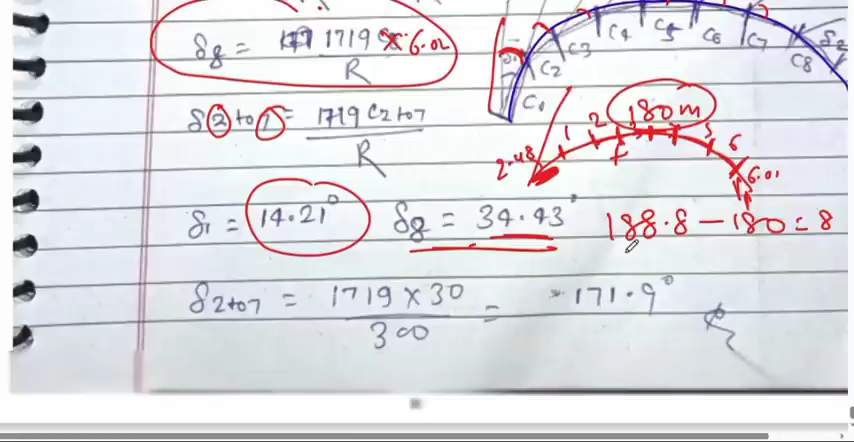 δ8 = 1719 × 6.02
R
C1 C2 C3 C4 C5 C6 C7 C8 δ2
δ2 to 7 = 1719 C2 to 7
R
180 m
2.48 1 2 5 6 6.01
δ1 = 14.21° δ8 = 34.43° 188.8 - 180 = 8
δ2 to 7 = 1719 × 30 = 171.9°
300